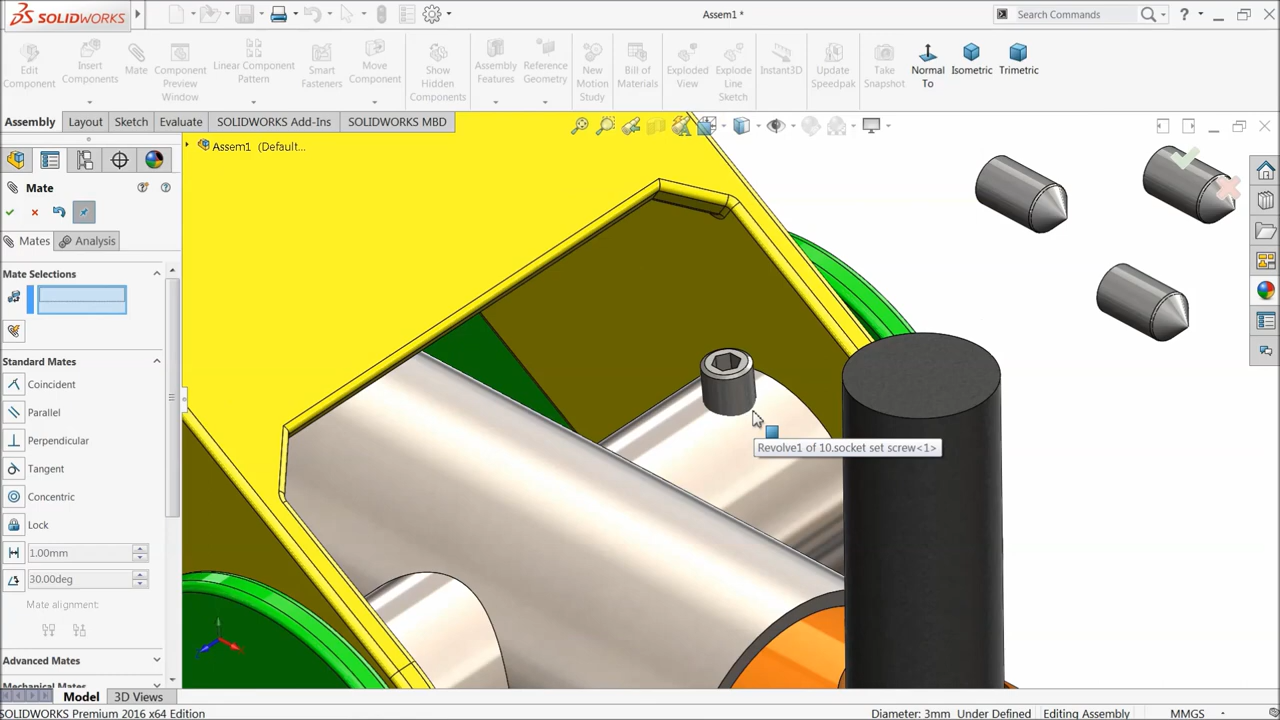 SOLIDWORKS
Assem1 *
Search Commands
?
Edit Component
Insert Components
Mate
Component Preview Window
Linear Component Pattern
Smart Fasteners
Move Component
Show Hidden Components
Assembly Features
Reference Geometry
New Motion Study
Bill of Materials
Exploded View
Explode Line Sketch
Instant3D
Update Speedpak
Take Snapshot
Normal To
Isometric
Trimetric
Assembly
Layout
Sketch
Evaluate
SOLIDWORKS Add-Ins
SOLIDWORKS MBD
Assem1 (Default...
Mate
Mates
Analysis
Mate Selections
Standard Mates
Coincident
Parallel
Perpendicular
Tangent
Concentric
Lock
1.00mm
30.00deg
Mate alignment:
Advanced Mates
Mechanical Mates
Revolve1 of 10.socket set screw<1>
Model
3D Views
SOLIDWORKS Premium 2016 x64 Edition
Diameter: 3mm
Under Defined
Editing Assembly
MMGS